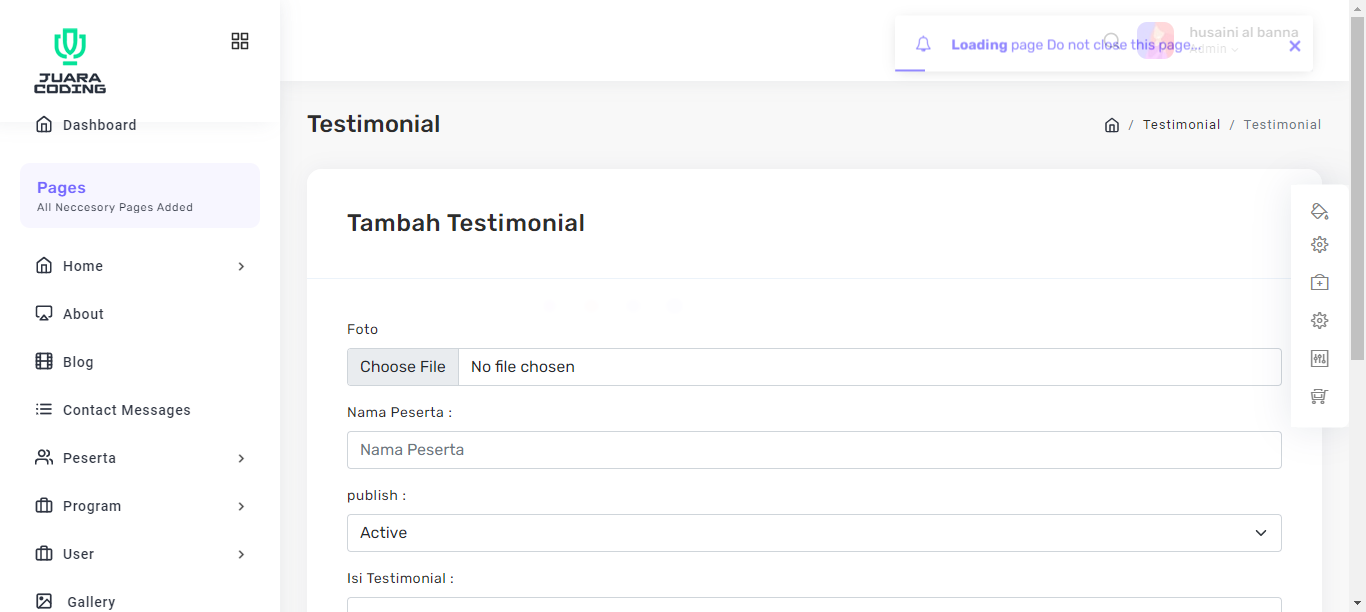 JUARA
CODING
Dashboard
Pages
All Neccesory Pages Added
Home
About
Blog
Contact Messages
Peserta
Program
User
Gallery
husaini al banna
Admin
Loading page Do not close this page...
Testimonial
/ Testimonial / Testimonial
Tambah Testimonial
Foto
Choose File No file chosen
Nama Peserta :
Nama Peserta
publish :
Active
Isi Testimonial :